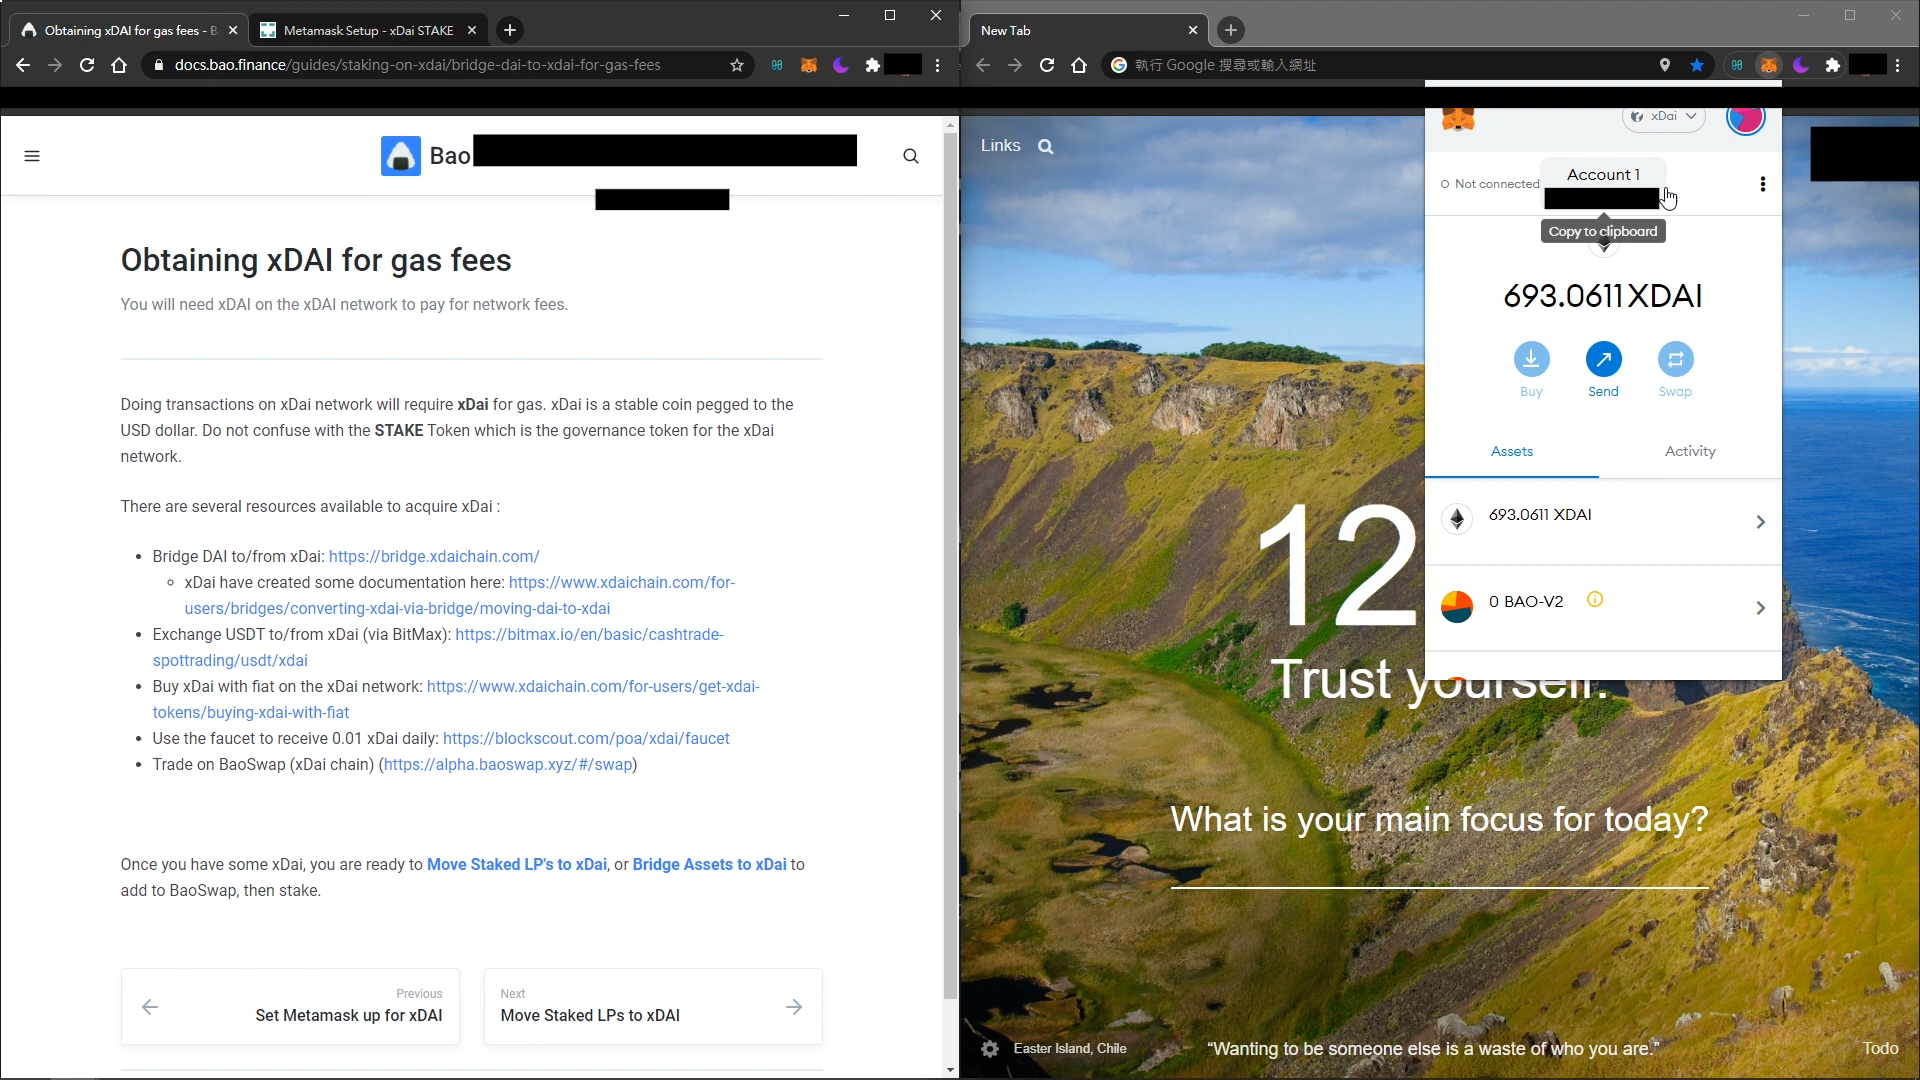 Obtaining xDAI for gas fees - B
Metamask Setup - xDai STAKE
docs.bao.finance/guides/staking-on-xdai/bridge-dai-to-xdai-for-gas-fees
Bao
Obtaining xDAI for gas fees
You will need xDAI on the xDAI network to pay for network fees.
Doing transactions on xDai network will require xDai for gas. xDai is a stable coin pegged to the
USD dollar. Do not confuse with the STAKE Token which is the governance token for the xDai
network.
There are several resources available to acquire xDai :
Bridge DAI to/from xDai: https://bridge.xdaichain.com/
xDai have created some documentation here: https://www.xdaichain.com/for-
users/bridges/converting-xdai-via-bridge/moving-dai-to-xdai
Exchange USDT to/from xDai (via BitMax): https://bitmax.io/en/basic/cashtrade-
spottrading/usdt/xdai
Buy xDai with fiat on the xDai network: https://www.xdaichain.com/for-users/get-xdai-
tokens/buying-xdai-with-fiat
Use the faucet to receive 0.01 xDai daily: https://blockscout.com/poa/xdai/faucet
Trade on BaoSwap (xDai chain) (https://alpha.baoswap.xyz/#/swap)
Once you have some xDai, you are ready to Move Staked LP's to xDai, or Bridge Assets to xDai to
add to BaoSwap, then stake.
Previous
Set Metamask up for xDAI
Next
Move Staked LPs to xDAI
New Tab
執行 Google 搜尋或輸入網址
Links
xDai
Not connected
Account 1
Copy to clipboard
693.0611 XDAI
Buy
Send
Swap
Assets
Activity
693.0611 XDAI
0 BAO-V2
12
Trust yourself.
What is your main focus for today?
Easter Island, Chile
“Wanting to be someone else is a waste of who you are.”
Todo